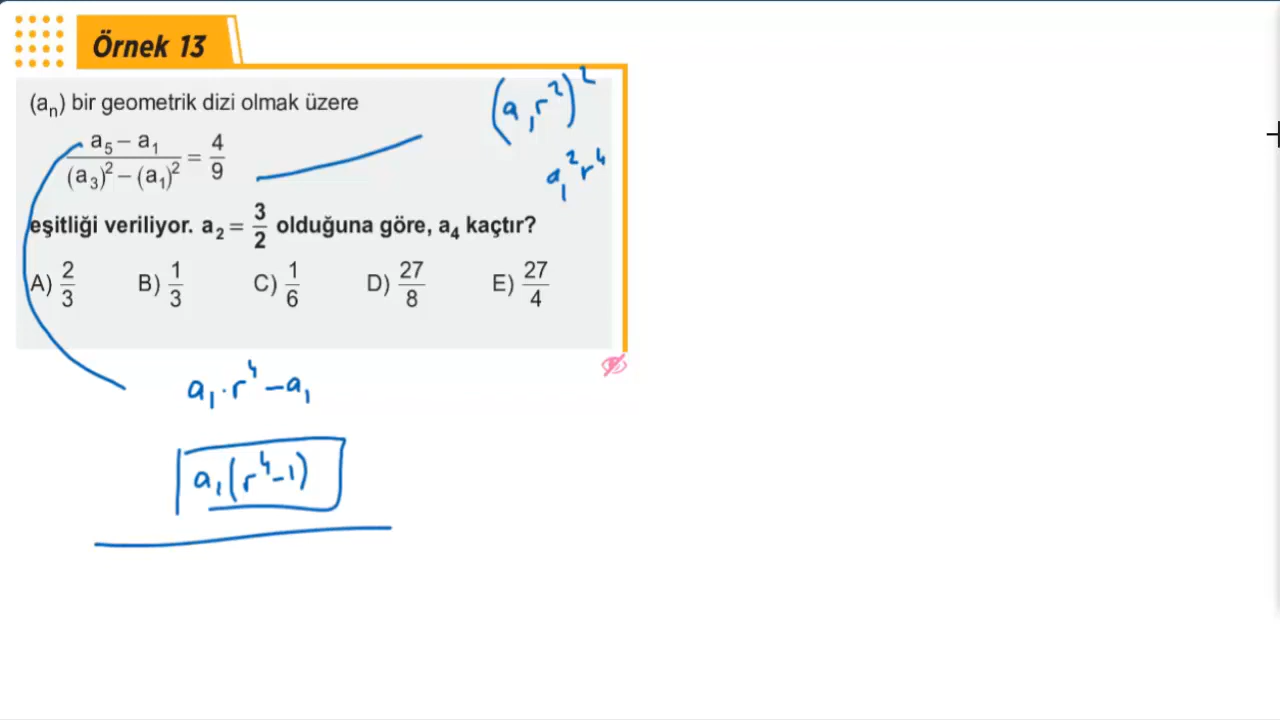 Örnek 13
(aₙ) bir geometrik dizi olmak üzere
(a₅ − a₁) / ((a₃)² − (a₁)²) = 4/9
eşitliği veriliyor. a₂ = 3/2 olduğuna göre, a₄ kaçtır?
A) 2/3 B) 1/3 C) 1/6 D) 27/8 E) 27/4
(a₁r²)²
a₁²r⁴
a₁·r⁴−a₁
a₁(r⁴−1)